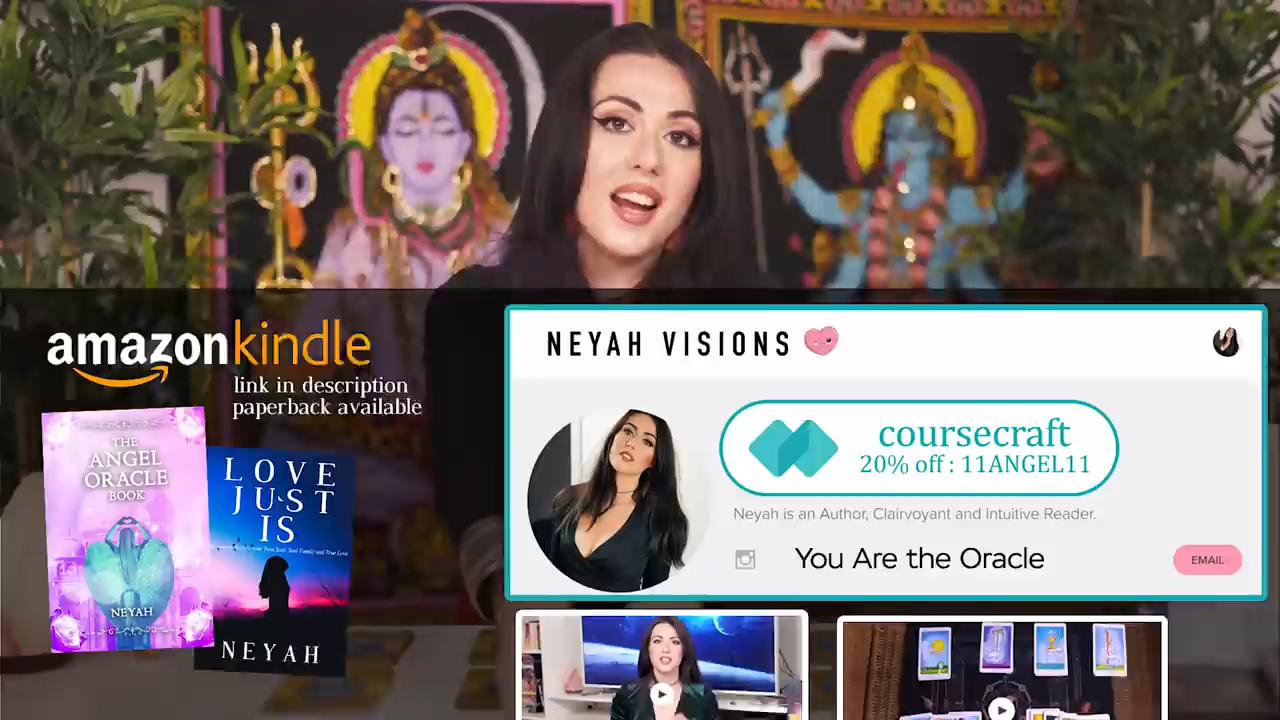 amazonkindle
link in description
paperback available
THE
ANGEL
ORACLE
BOOK
NEYAH
LOVE
JUST
IS
NEYAH
NEYAH VISIONS
coursecraft
20% off : 11ANGEL11
Neyah is an Author, Clairvoyant and Intuitive Reader.
You Are the Oracle
EMAIL